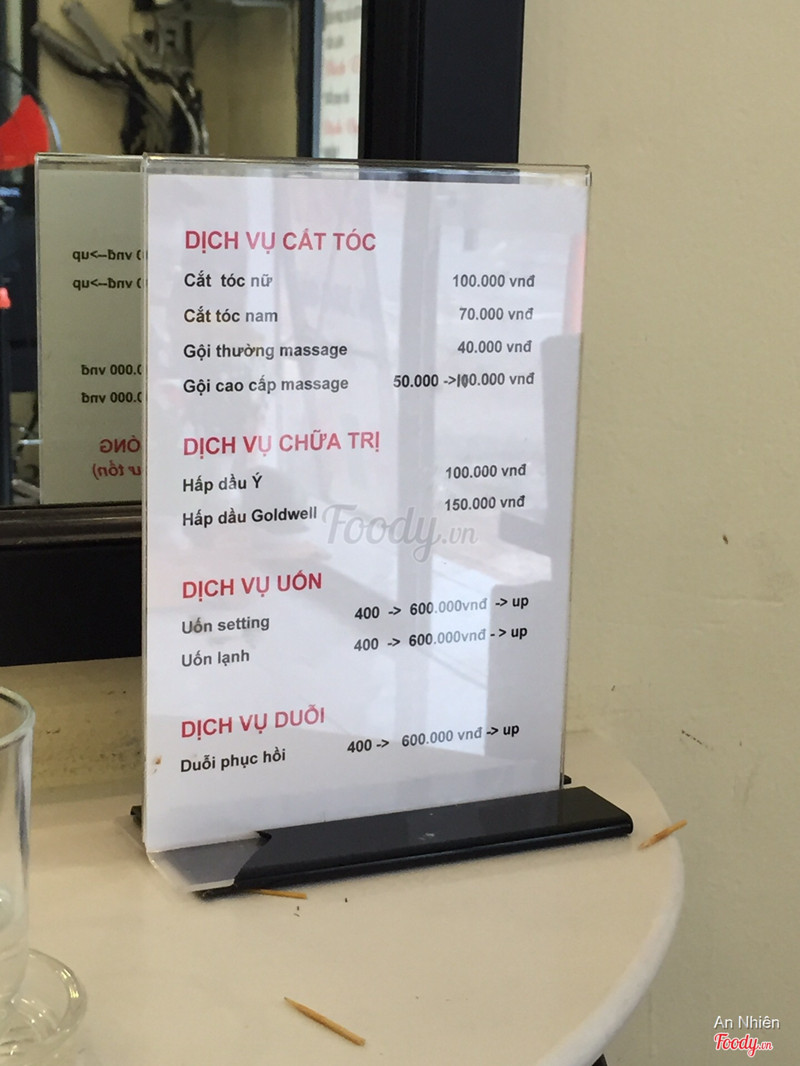 DỊCH VỤ CẮT TÓC
Cắt tóc nữ 100.000 vnđ
Cắt tóc nam 70.000 vnđ
Gội thường massage 40.000 vnđ
Gội cao cấp massage 50.000 ->100.000 vnđ
DỊCH VỤ CHỮA TRỊ
Hấp dầu Ý 100.000 vnđ
Hấp dầu Goldwell 150.000 vnđ
DỊCH VỤ UỐN
Uốn setting 400 -> 600.000vnđ -> up
Uốn lạnh 400 -> 600.000vnđ - > up
DỊCH VỤ DUỖI
Duỗi phục hồi 400 -> 600.000 vnđ -> up
Foody.vn
An Nhiên
Foody.vn